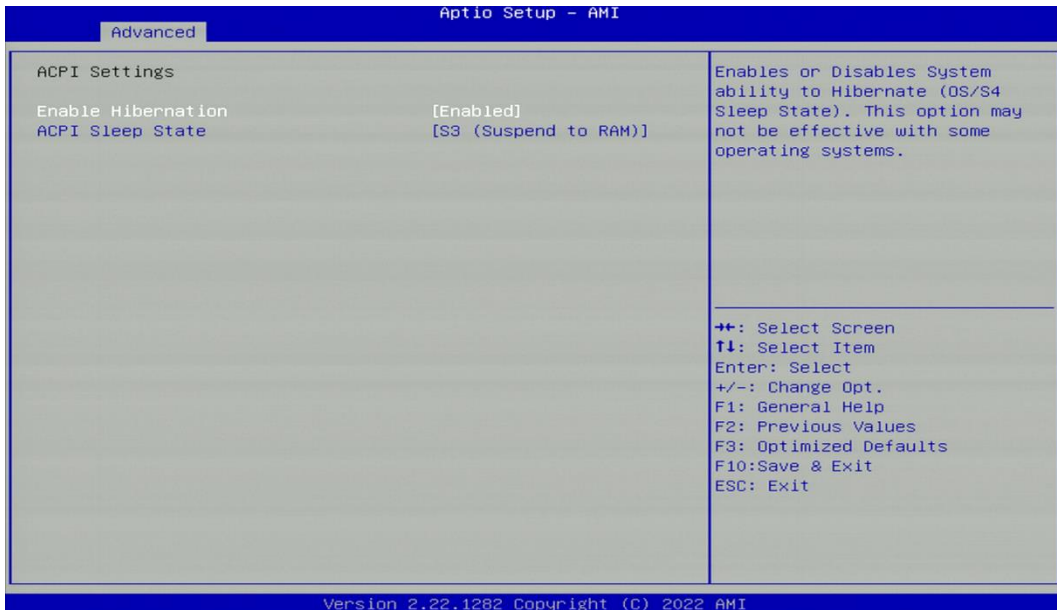 Aptio Setup – AMI
Advanced
ACPI Settings
Enable Hibernation [Enabled]
ACPI Sleep State [S3 (Suspend to RAM)]
Enables or Disables System
ability to Hibernate (OS/S4
Sleep State). This option may
not be effective with some
operating systems.
→←: Select Screen
↑↓: Select Item
Enter: Select
+/-: Change Opt.
F1: General Help
F2: Previous Values
F3: Optimized Defaults
F10:Save & Exit
ESC: Exit
Version 2.22.1282 Copyright (C) 2022 AMI